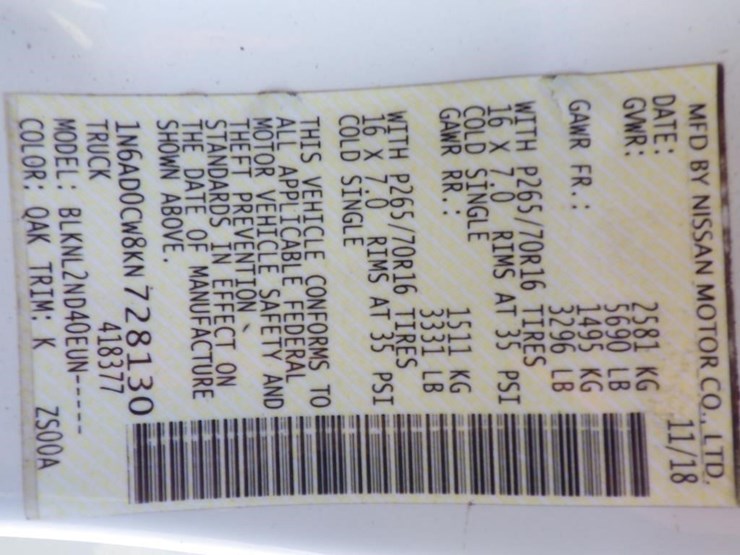 MFD BY NISSAN MOTOR CO., LTD.
DATE: 11/18
GVWR: 2581 KG
5690 LB
GAWR FR.: 1495 KG
3296 LB
WITH P265/70R16 TIRES
16 X 7.0 RIMS AT 35 PSI
COLD SINGLE
GAWR RR.: 1511 KG
3331 LB
WITH P265/70R16 TIRES
16 X 7.0 RIMS AT 35 PSI
COLD SINGLE
THIS VEHICLE CONFORMS TO
ALL APPLICABLE FEDERAL
MOTOR VEHICLE SAFETY AND
THEFT PREVENTION
STANDARDS IN EFFECT ON
THE DATE OF MANUFACTURE
SHOWN ABOVE.
1N6AD0CW8KN728130
TRUCK 418377
MODEL: BLKNL2ND40EUN-----
COLOR: QAK TRIM: K ZS00A